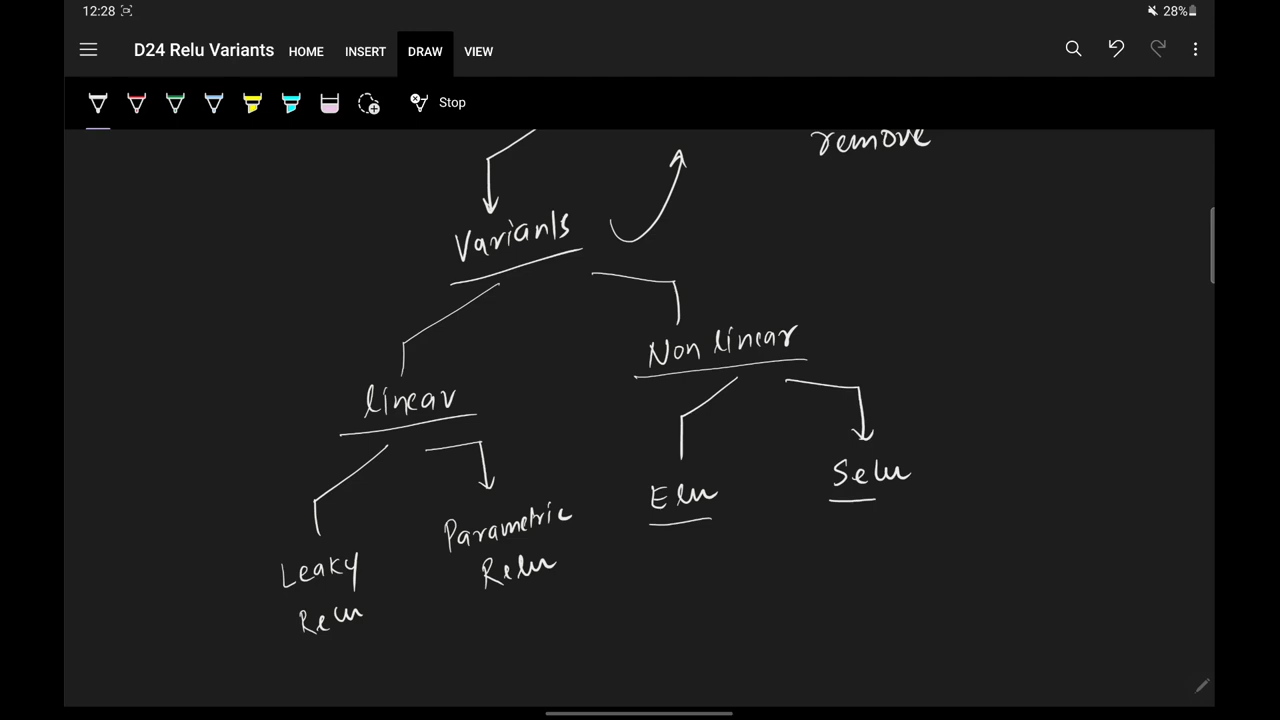 12:28
28%
D24 Relu Variants HOME INSERT DRAW VIEW
Stop
remove
Variants
Non linear
linear
Elu
Selu
Leaky
Relu
Parametric
Relu